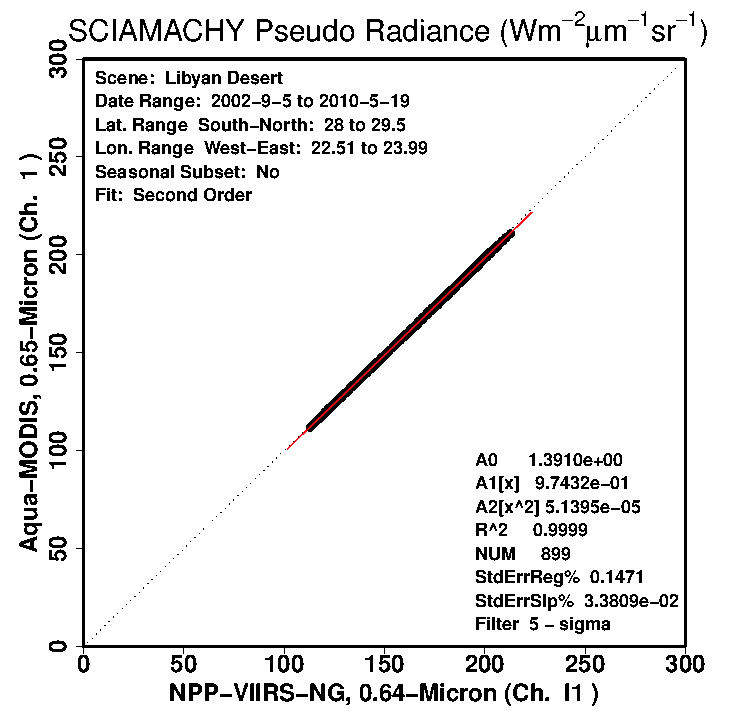 SCIAMACHY Pseudo Radiance (Wm⁻²μm⁻¹sr⁻¹)
Scene: Libyan Desert
Date Range: 2002−9−5 to 2010−5−19
Lat. Range South−North: 28 to 29.5
Lon. Range West−East: 22.51 to 23.99
Seasonal Subset: No
Fit: Second Order
Aqua−MODIS, 0.65−Micron (Ch. 1 )
300
250
200
150
100
50
0
A0 1.3910e+00
A1[x] 9.7432e−01
A2[x^2] 5.1395e−05
R^2 0.9999
NUM 899
StdErrReg% 0.1471
StdErrSlp% 3.3809e−02
Filter 5 − sigma
0 50 100 150 200 250 300
NPP−VIIRS−NG, 0.64−Micron (Ch. I1 )